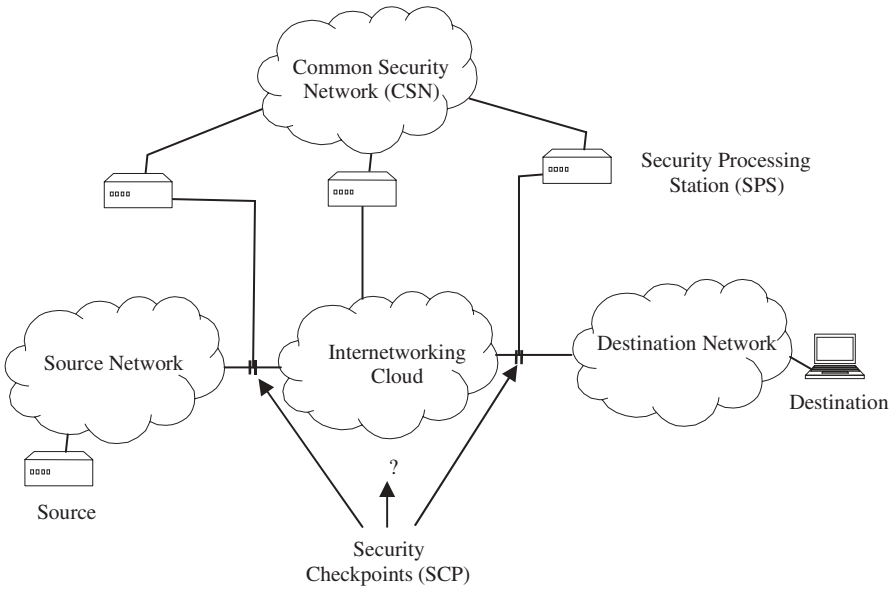 Common Security
Network (CSN)
Security Processing
Station (SPS)
Source Network
Internetworking
Cloud
Destination Network
Destination
Source
?
Security
Checkpoints (SCP)